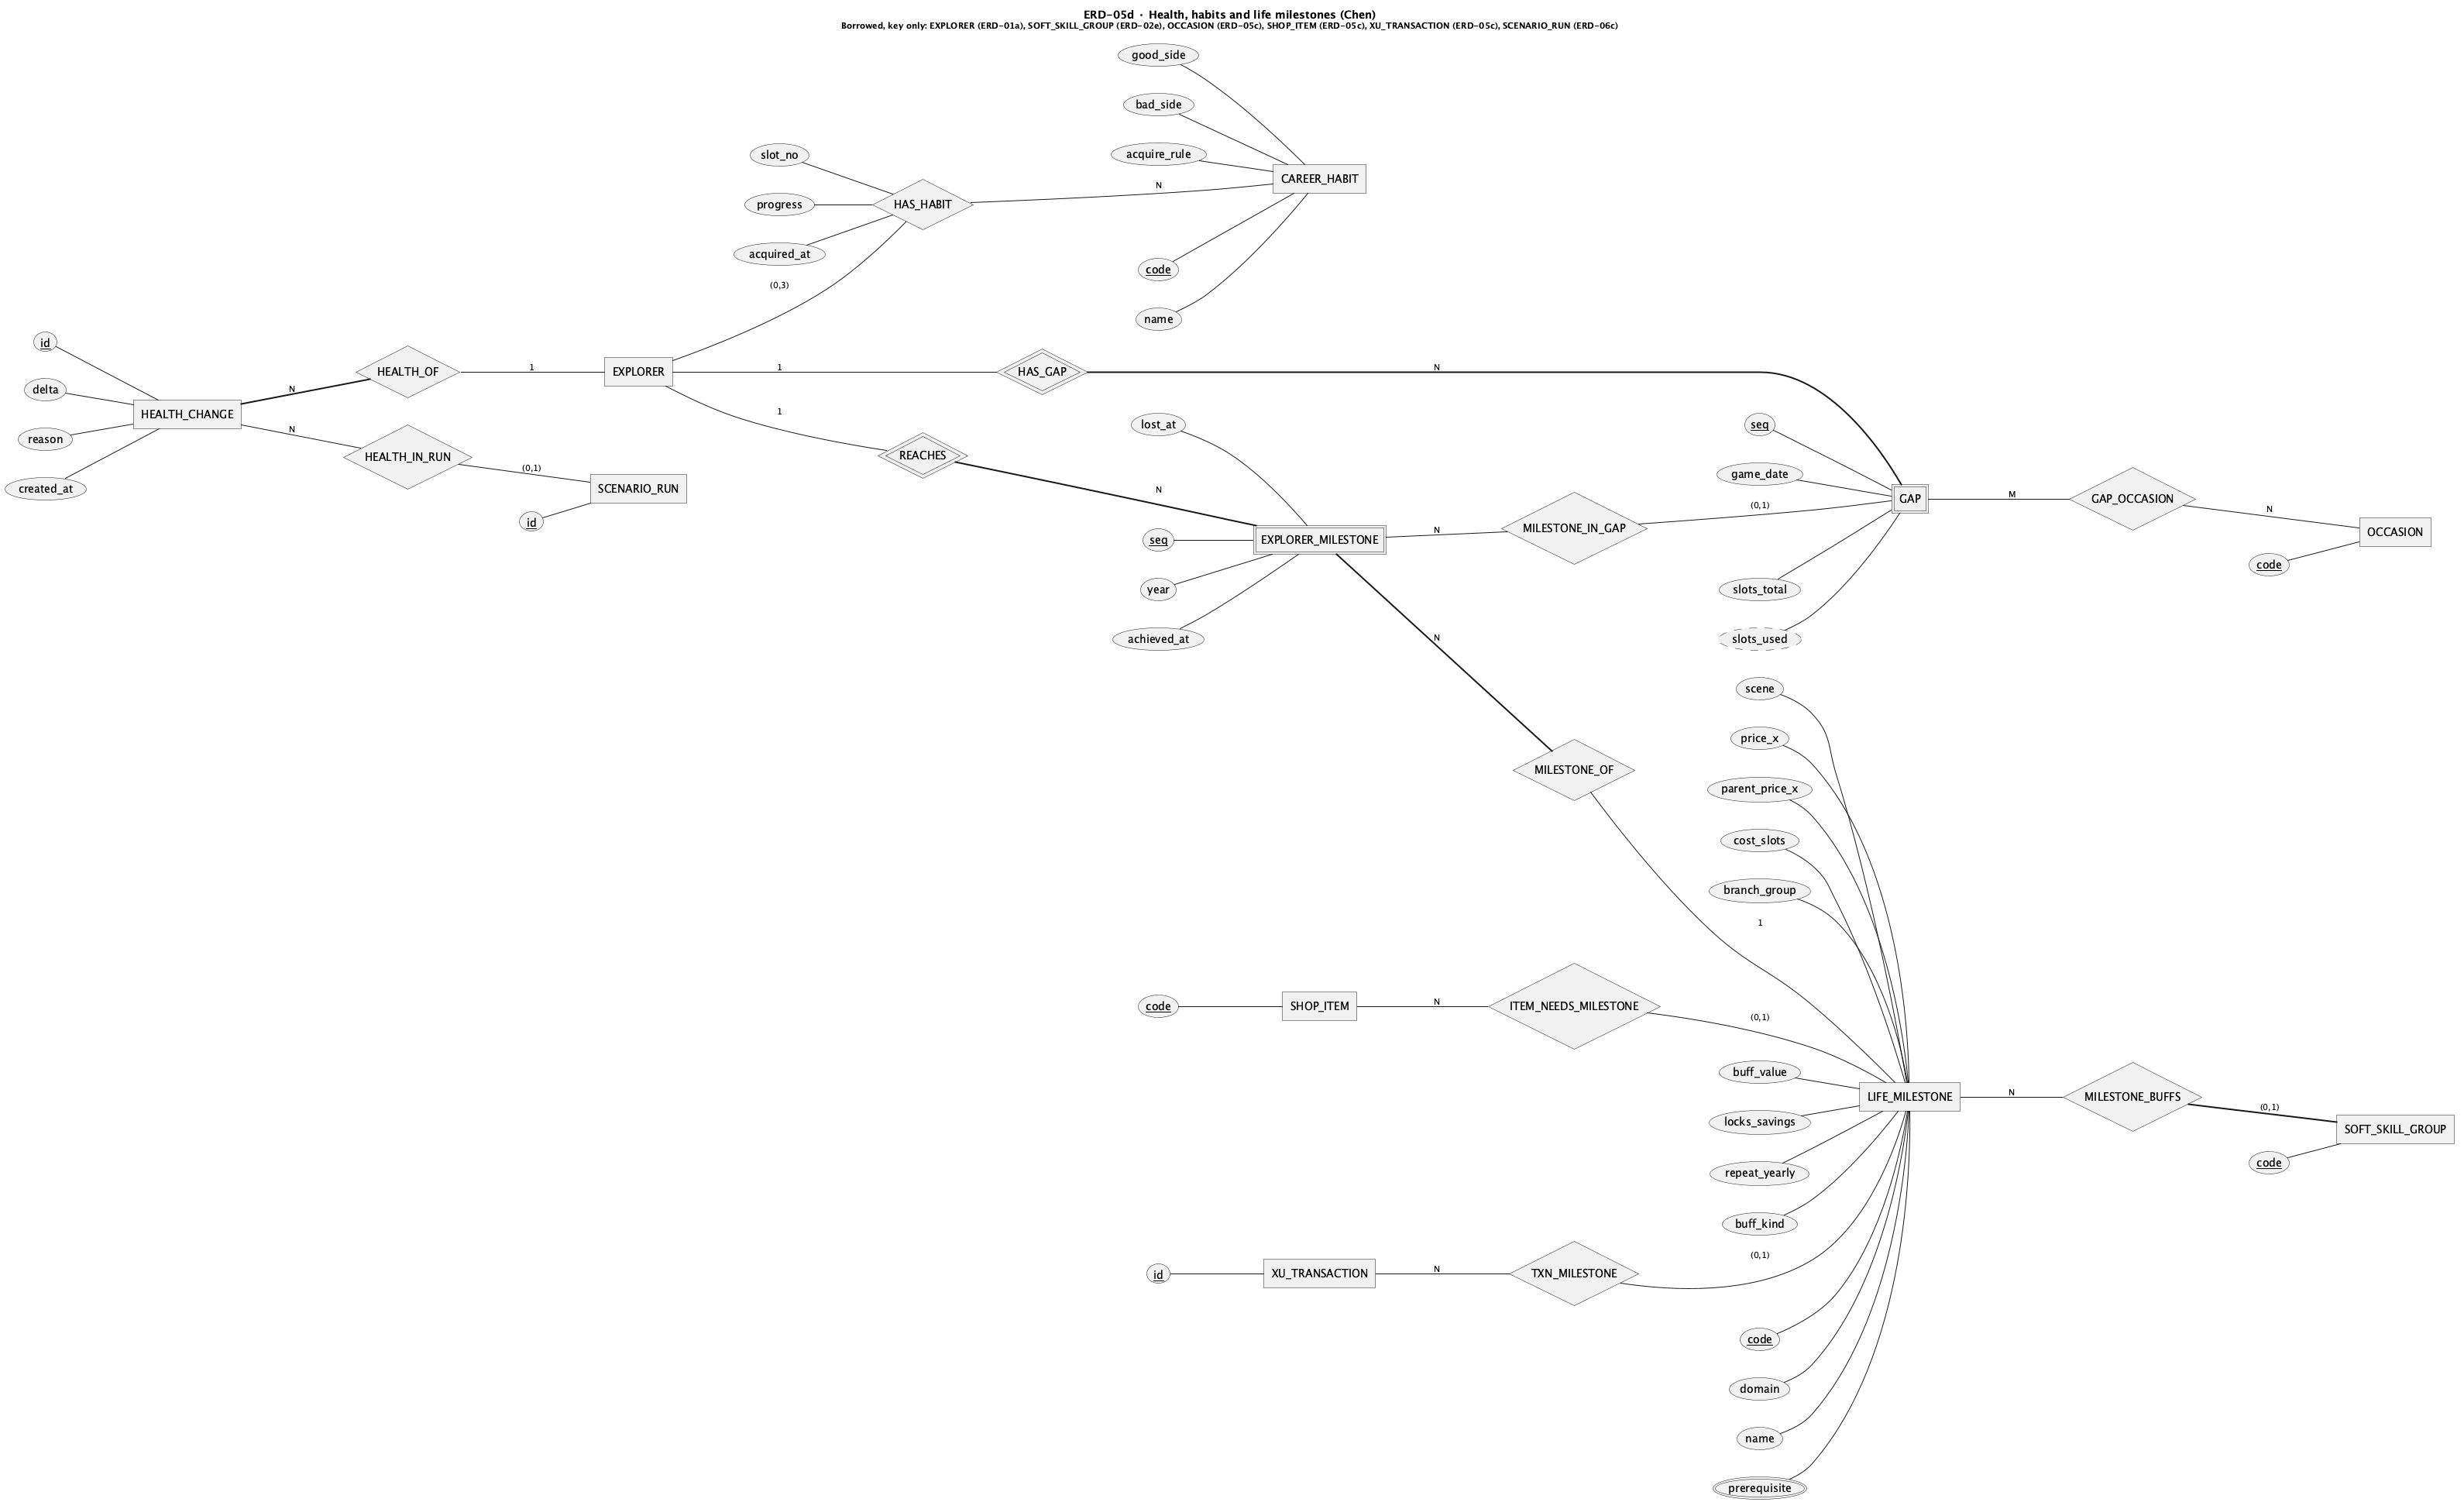 ERD-05d · Health, habits and life milestones (Chen)
Borrowed, key only: EXPLORER (ERD-01a), SOFT_SKILL_GROUP (ERD-02e), OCCASION (ERD-05c), SHOP_ITEM (ERD-05c), XU_TRANSACTION (ERD-05c), SCENARIO_RUN (ERD-06c)
good_side
bad_side
acquire_rule
CAREER_HABIT
code
name
slot_no
progress
acquired_at
HAS_HABIT
N
(0,3)
id
delta
reason
created_at
HEALTH_CHANGE
N
HEALTH_OF
1
EXPLORER
N
HEALTH_IN_RUN
(0,1)
SCENARIO_RUN
id
1
HAS_GAP
N
1
REACHES
N
lost_at
seq
year
achieved_at
EXPLORER_MILESTONE
N
MILESTONE_IN_GAP
(0,1)
seq
game_date
slots_total
slots_used
GAP
M
GAP_OCCASION
N
OCCASION
code
N
MILESTONE_OF
1
scene
price_x
parent_price_x
cost_slots
branch_group
code
SHOP_ITEM
N
ITEM_NEEDS_MILESTONE
(0,1)
buff_value
locks_savings
repeat_yearly
buff_kind
LIFE_MILESTONE
N
MILESTONE_BUFFS
(0,1)
SOFT_SKILL_GROUP
code
id
XU_TRANSACTION
N
TXN_MILESTONE
(0,1)
code
domain
name
prerequisite